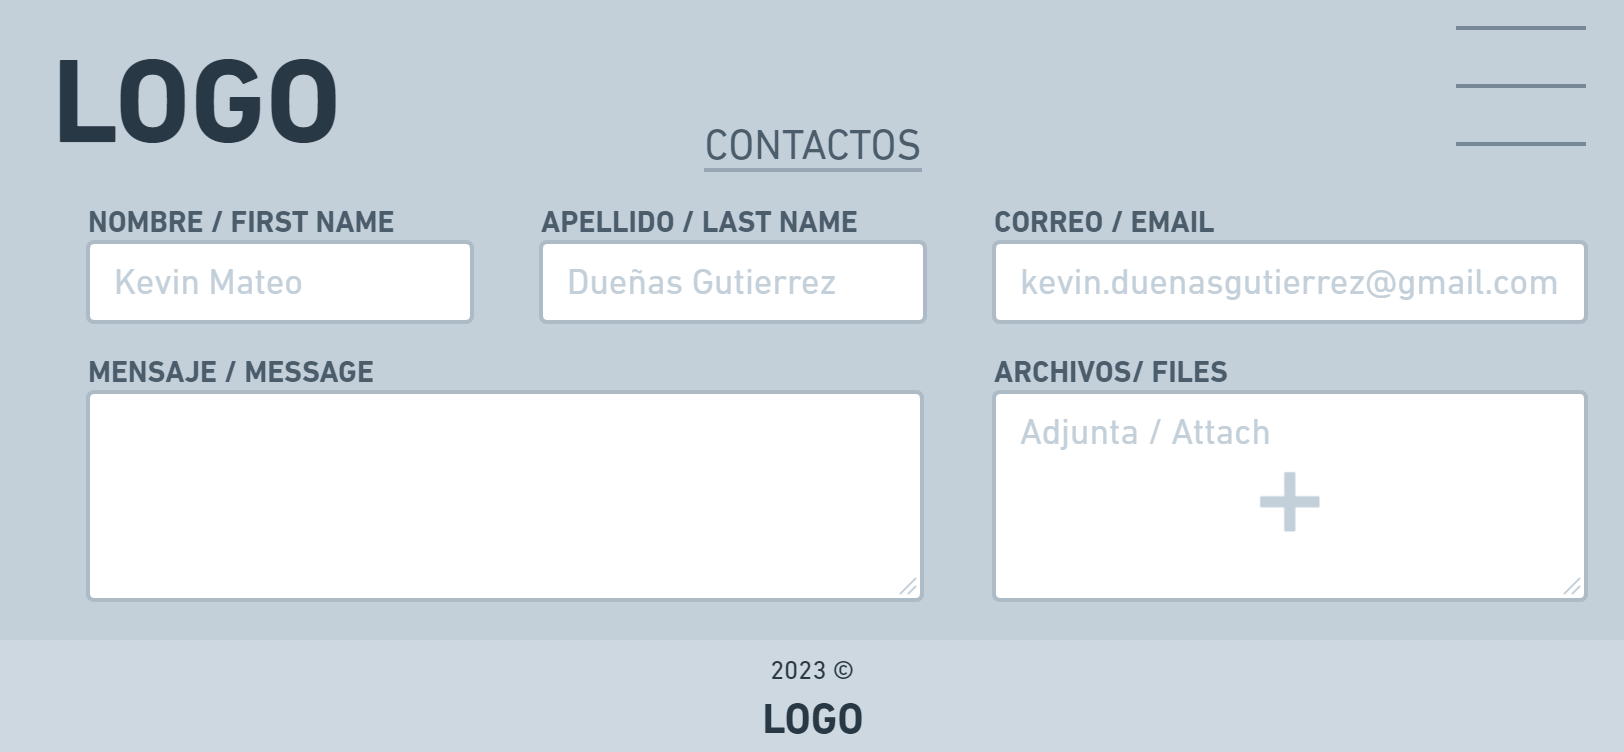 LOGO
CONTACTOS
NOMBRE / FIRST NAME
APELLIDO / LAST NAME
CORREO / EMAIL
Kevin Mateo
Dueñas Gutierrez
kevin.duenasgutierrez@gmail.com
MENSAJE / MESSAGE
ARCHIVOS/ FILES
Adjunta / Attach
2023 ©
LOGO